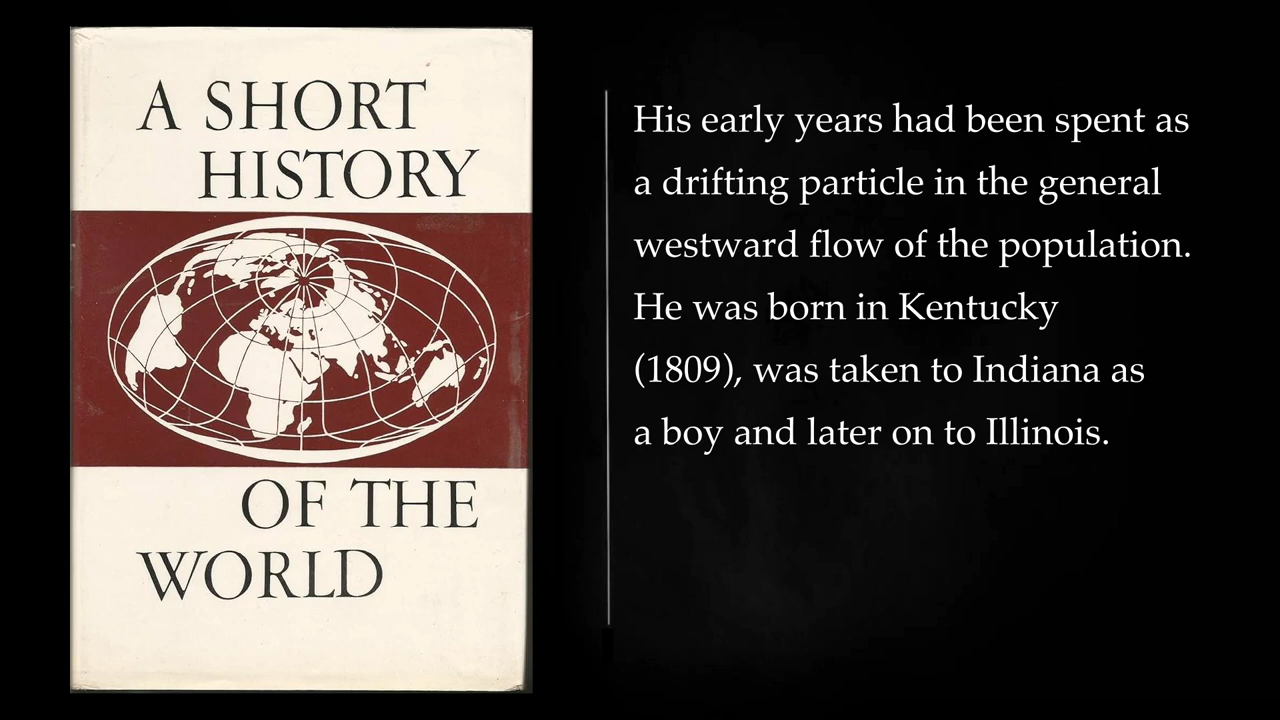 A SHORT
HISTORY
OF THE
WORLD
His early years had been spent as
a drifting particle in the general
westward flow of the population.
He was born in Kentucky
(1809), was taken to Indiana as
a boy and later on to Illinois.